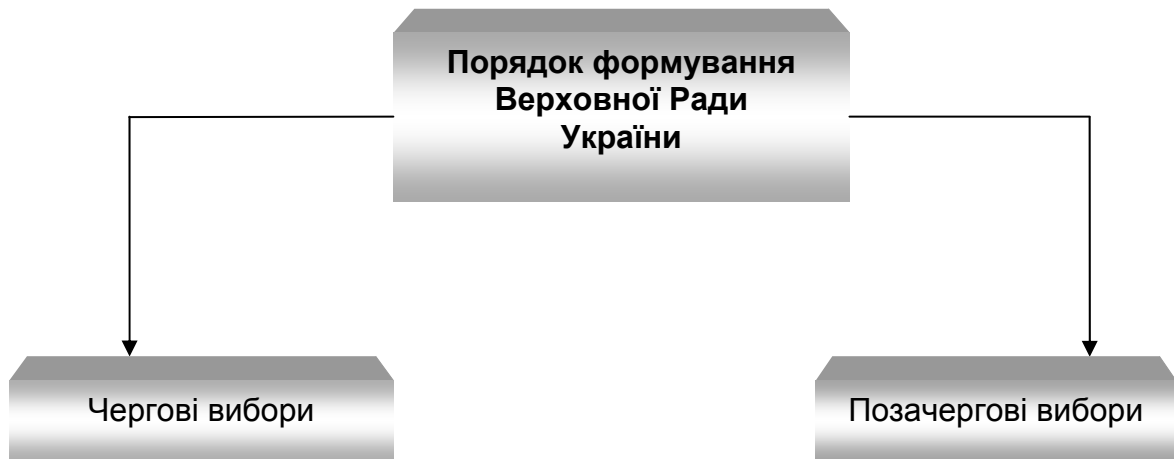 Порядок формування
Верховної Ради
України
Чергові вибори
Позачергові вибори